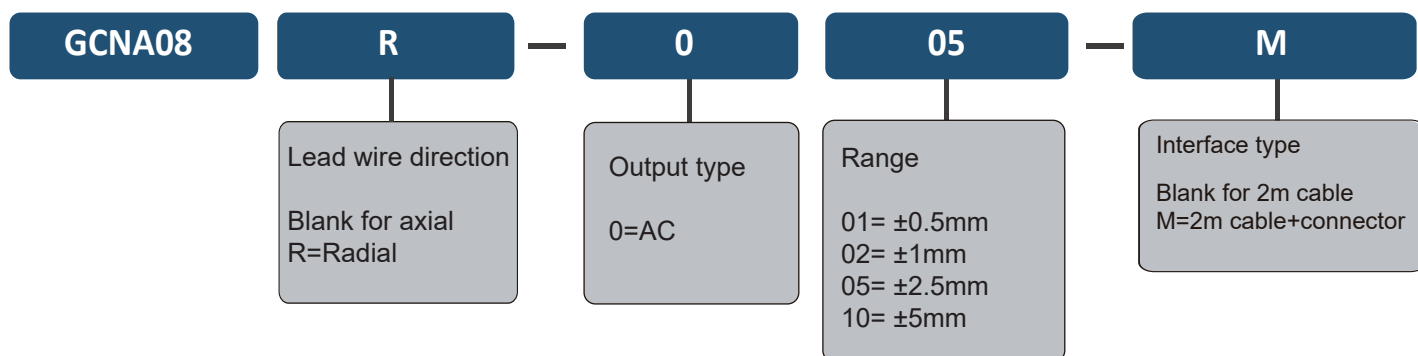 GCNA08 R — 0 05 — M
Lead wire direction
Blank for axial
R=Radial
Output type
0=AC
Range
01= ±0.5mm
02= ±1mm
05= ±2.5mm
10= ±5mm
Interface type
Blank for 2m cable
M=2m cable+connector